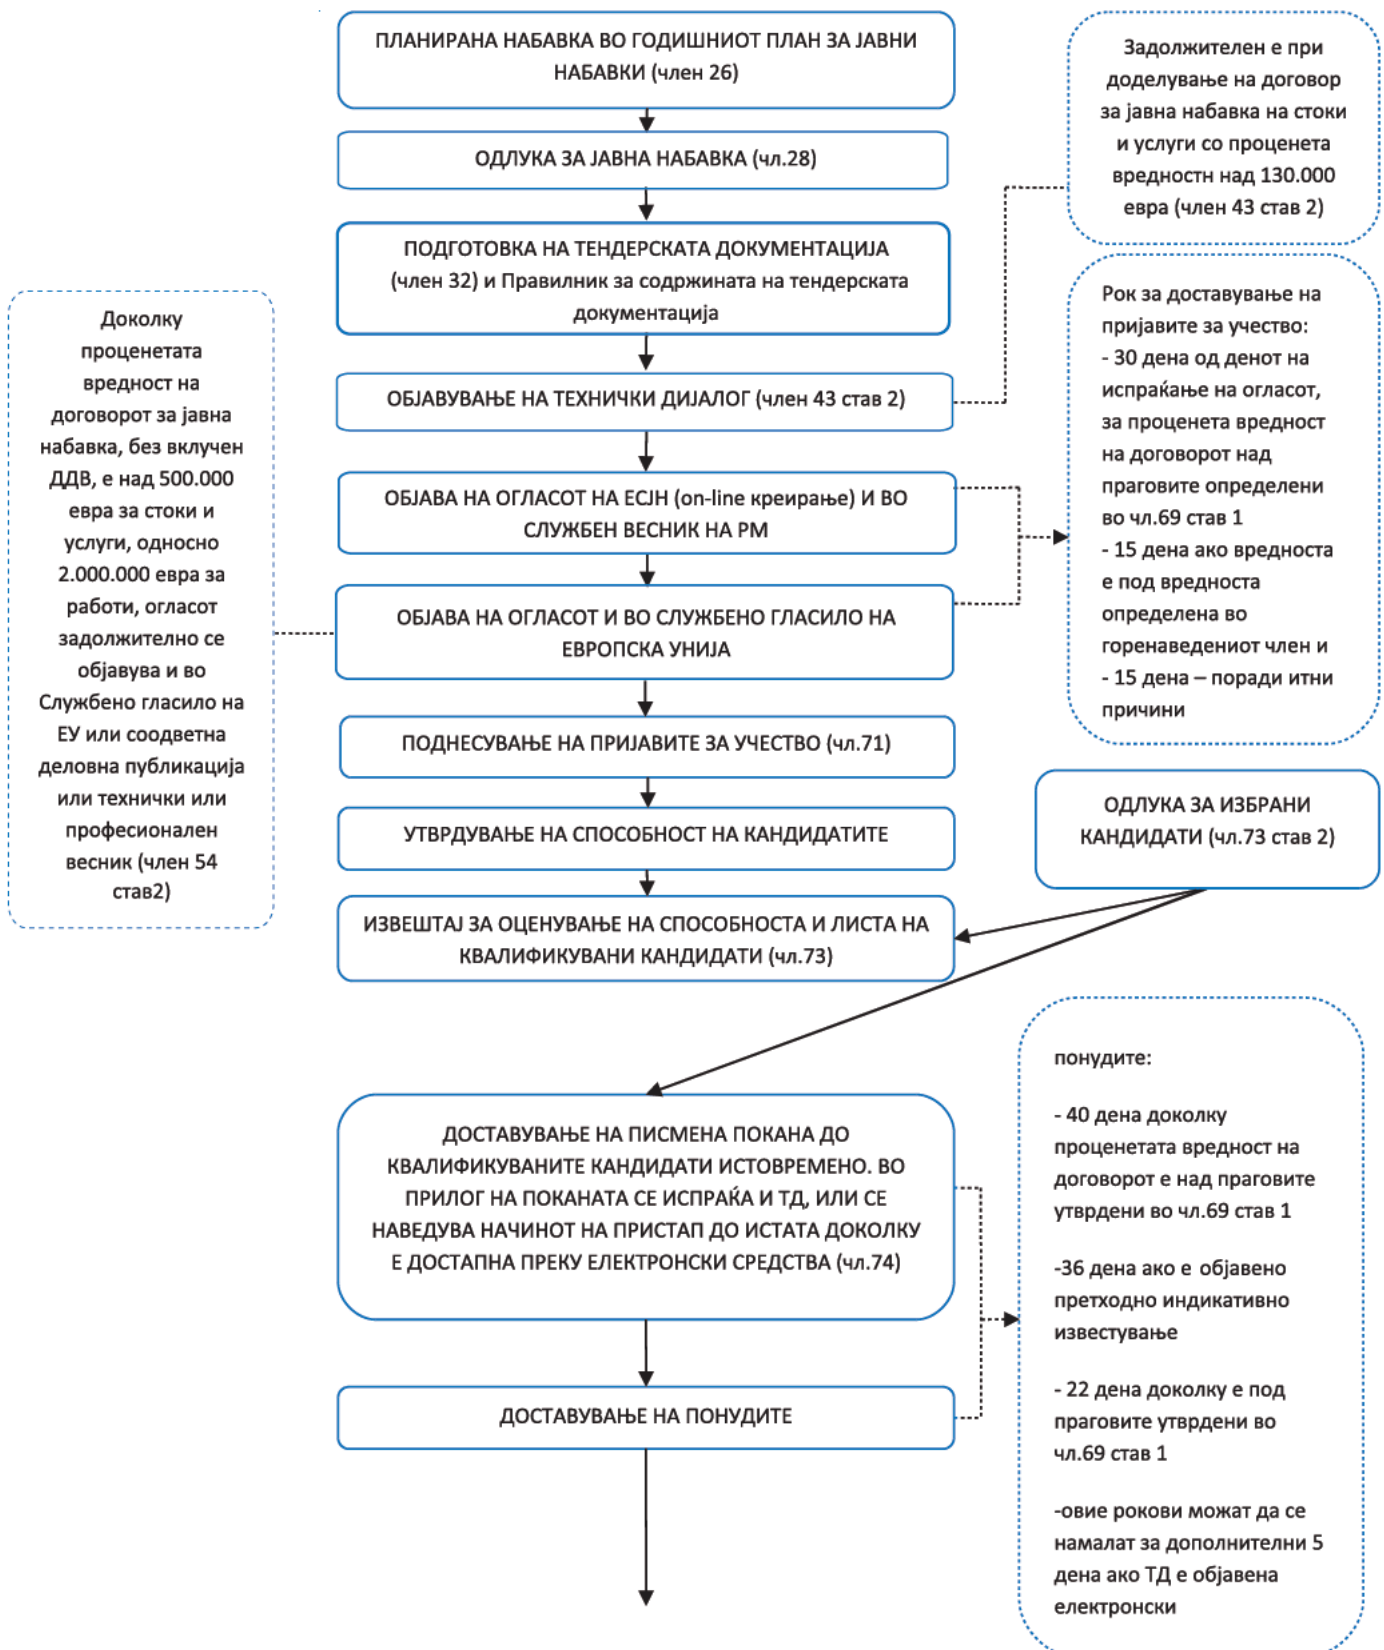 ПЛАНИРАНА НАБАВКА ВО ГОДИШНИОТ ПЛАН ЗА ЈАВНИ
НАБАВКИ (член 26)
Задолжителен е при
доделување на договор
за јавна набавка на стоки
и услуги со проценета
вредностн над 130.000
евра (член 43 став 2)
ОДЛУКА ЗА ЈАВНА НАБАВКА (чл.28)
ПОДГОТОВКА НА ТЕНДЕРСКАТА ДОКУМЕНТАЦИЈА
(член 32) и Правилник за содржината на тендерската
документација
Доколку
проценетата
вредност на
договорот за јавна
набавка, без вклучен
ДДВ, е над 500.000
евра за стоки и
услуги, односно
2.000.000 евра за
работи, огласот
задолжително се
објавува и во
Службено гласило на
ЕУ или соодветна
деловна публикација
или технички или
професионален
весник (член 54
став2)
Рок за доставување на
пријавите за учество:
- 30 дена од денот на
испраќање на огласот,
за проценета вредност
на договорот над
праговите определени
во чл.69 став 1
- 15 дена ако вредноста
е под вредноста
определена во
горенаведениот член и
- 15 дена – поради итни
причини
ОБЈАВУВАЊЕ НА ТЕХНИЧКИ ДИЈАЛОГ (член 43 став 2)
ОБЈАВА НА ОГЛАСОТ НА ЕСЈН (on-line креирање) И ВО
СЛУЖБЕН ВЕСНИК НА РМ
ОБЈАВА НА ОГЛАСОТ И ВО СЛУЖБЕНО ГЛАСИЛО НА
ЕВРОПСКА УНИЈА
ПОДНЕСУВАЊЕ НА ПРИЈАВИТЕ ЗА УЧЕСТВО (чл.71)
ОДЛУКА ЗА ИЗБРАНИ
КАНДИДАТИ (чл.73 став 2)
УТВРДУВАЊЕ НА СПОСОБНОСТ НА КАНДИДАТИТЕ
ИЗВЕШТАЈ ЗА ОЦЕНУВАЊЕ НА СПОСОБНОСТА И ЛИСТА НА
КВАЛИФИКУВАНИ КАНДИДАТИ (чл.73)
ДОСТАВУВАЊЕ НА ПИСМЕНА ПОКАНА ДО
КВАЛИФИКУВАНИТЕ КАНДИДАТИ ИСТОВРЕМЕНО. ВО
ПРИЛОГ НА ПОКАНАТА СЕ ИСПРАЌА И ТД, ИЛИ СЕ
НАВЕДУВА НАЧИНОТ НА ПРИСТАП ДО ИСТАТА ДОКОЛКУ
Е ДОСТАПНА ПРЕКУ ЕЛЕКТРОНСКИ СРЕДСТВА (чл.74)
понудите:
- 40 дена доколку
проценетата вредност на
договорот е над праговите
утврдени во чл.69 став 1
-36 дена ако е објавено
претходно индикативно
известување
- 22 дена доколку е под
праговите утврдени во
чл.69 став 1
-овие рокови можат да се
намалат за дополнителни 5
дена ако ТД е објавена
електронски
ДОСТАВУВАЊЕ НА ПОНУДИТЕ